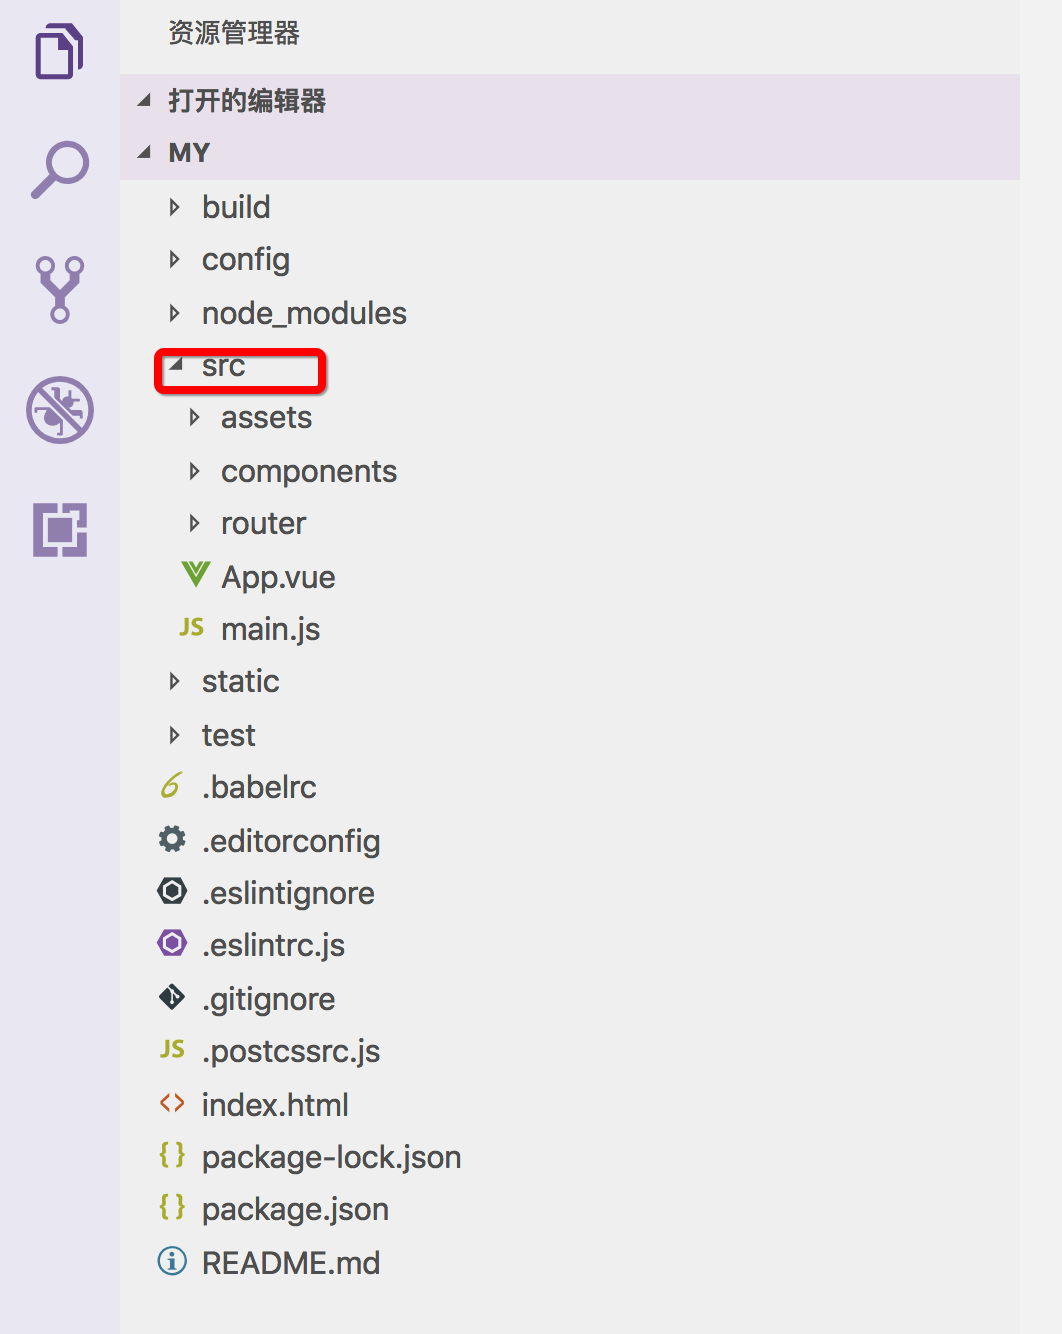 资源管理器
打开的编辑器
MY
build
config
node_modules
src
assets
components
router
App.vue
JS main.js
static
test
6 .babelrc
.editorconfig
.eslintignore
.eslintrc.js
.gitignore
JS .postcssrc.js
<> index.html
{ } package-lock.json
{ } package.json
i README.md